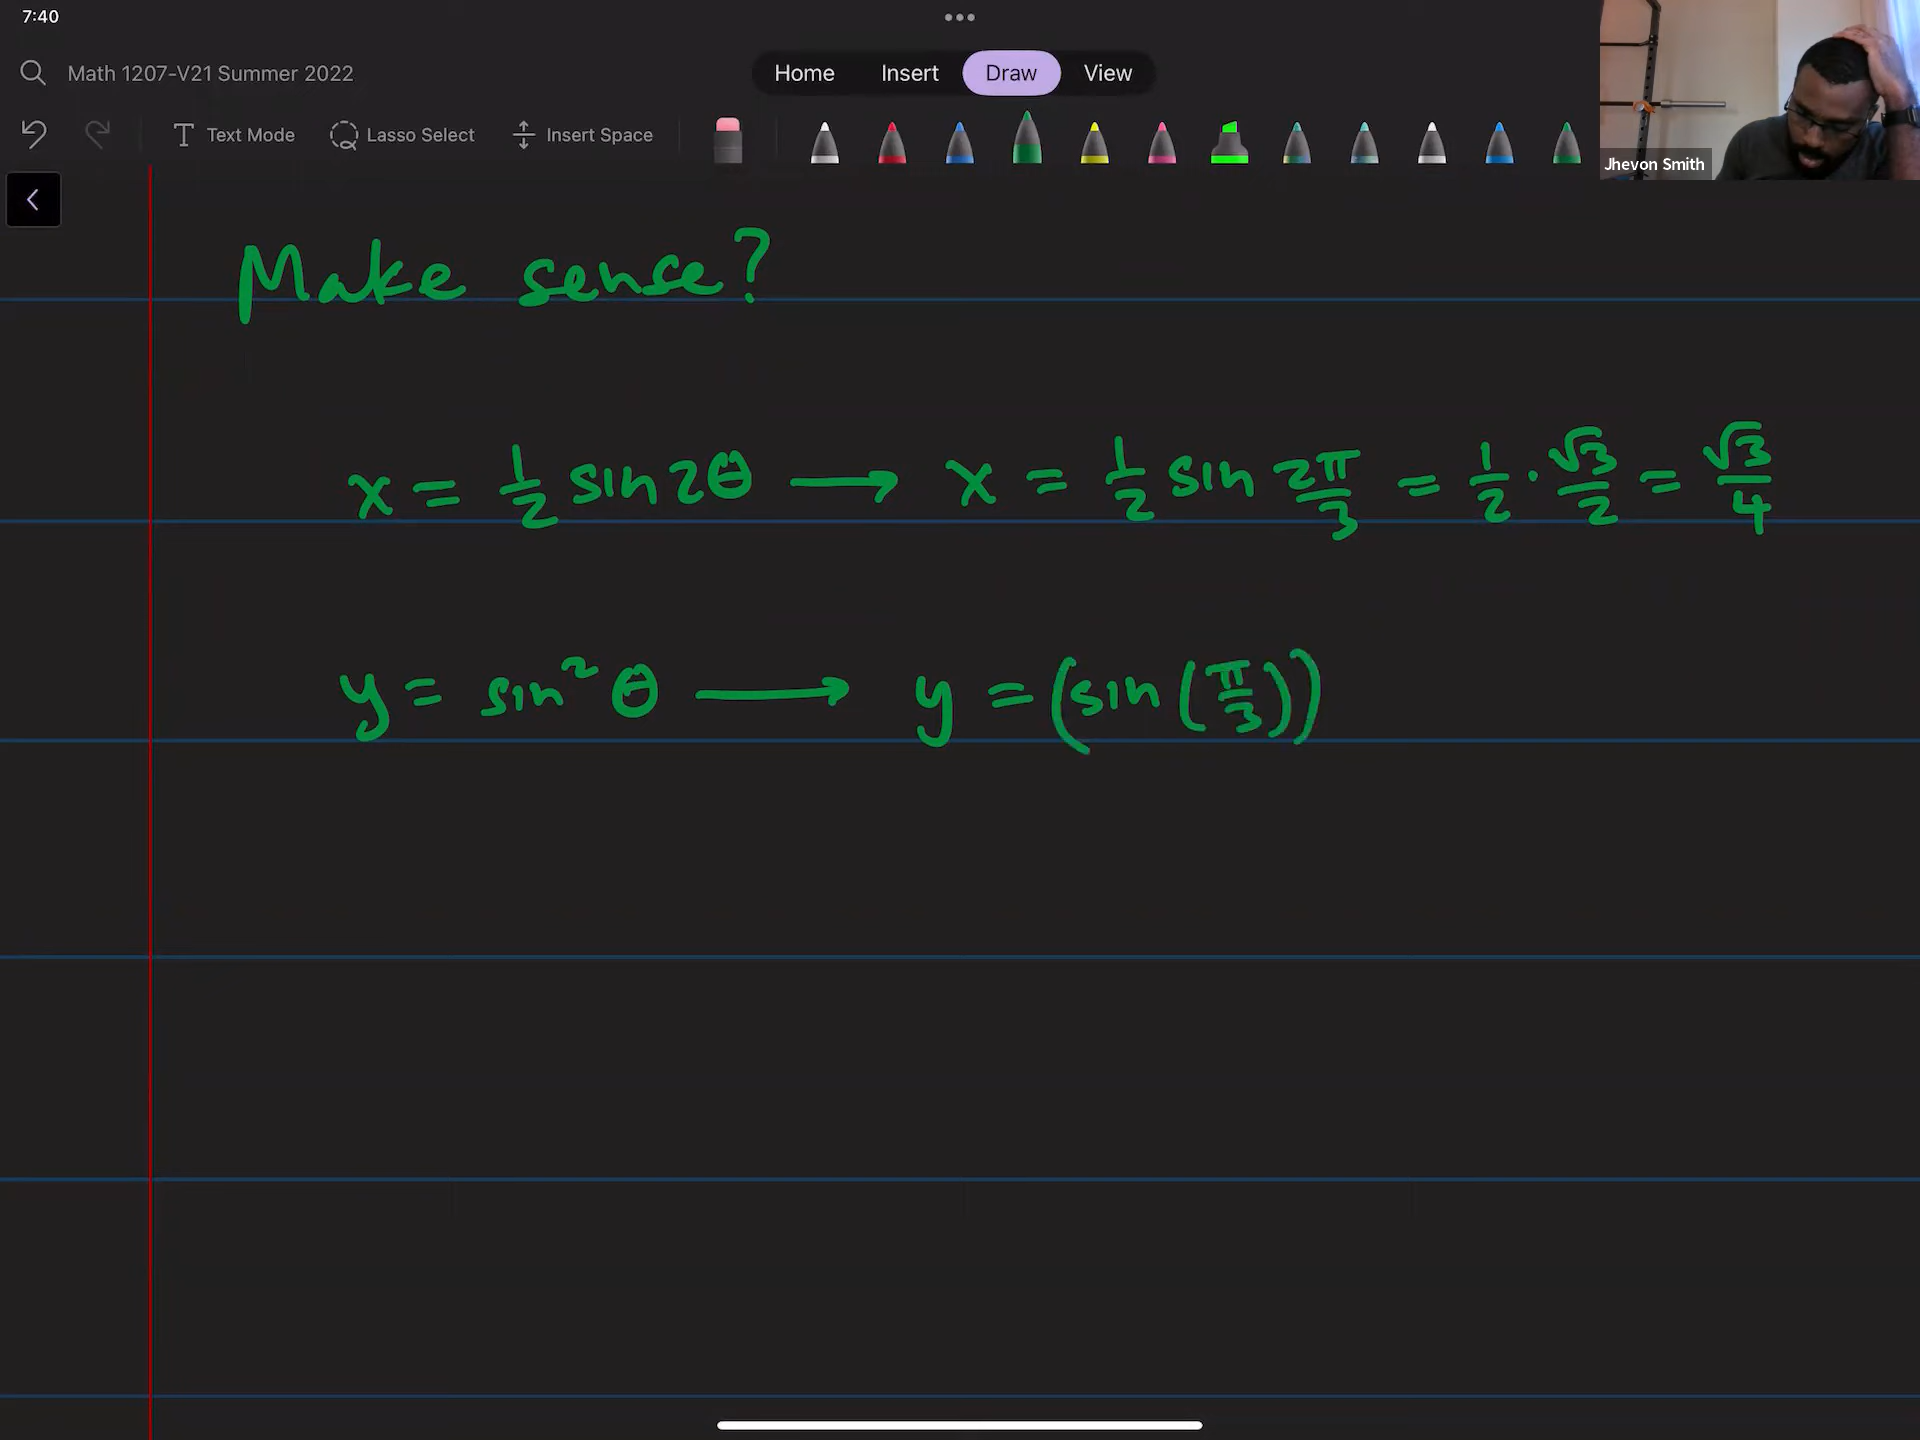 7:40
Math 1207-V21 Summer 2022
Home Insert Draw View
Text Mode Lasso Select Insert Space
Jhevon Smith
Make sense?
x = 1/2 sin 2θ → x = 1/2 sin 2π/3 = 1/2 · √3/2 = √3/4
y = sin² θ → y = (sin (π/3))